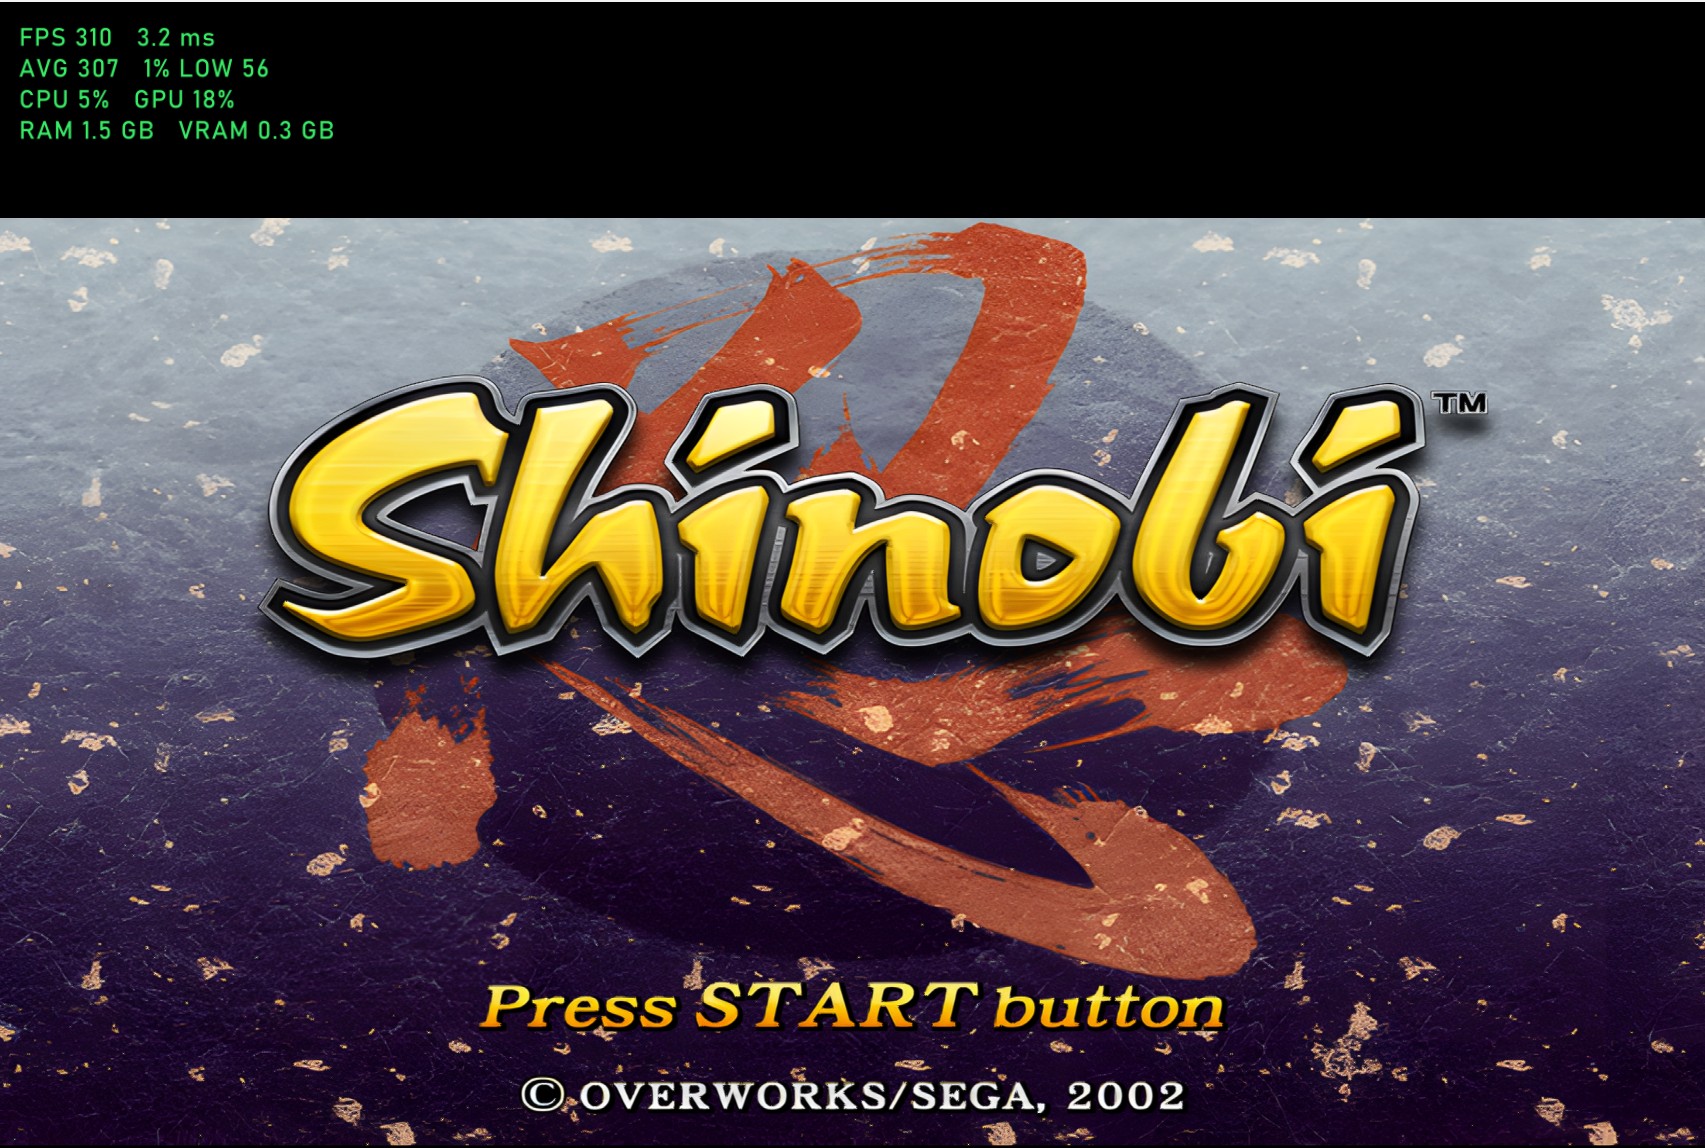 FPS 310 3.2 ms
AVG 307 1% LOW 56
CPU 5% GPU 18%
RAM 1.5 GB VRAM 0.3 GB
Shinobi™
Press START button
© OVERWORKS/SEGA, 2002